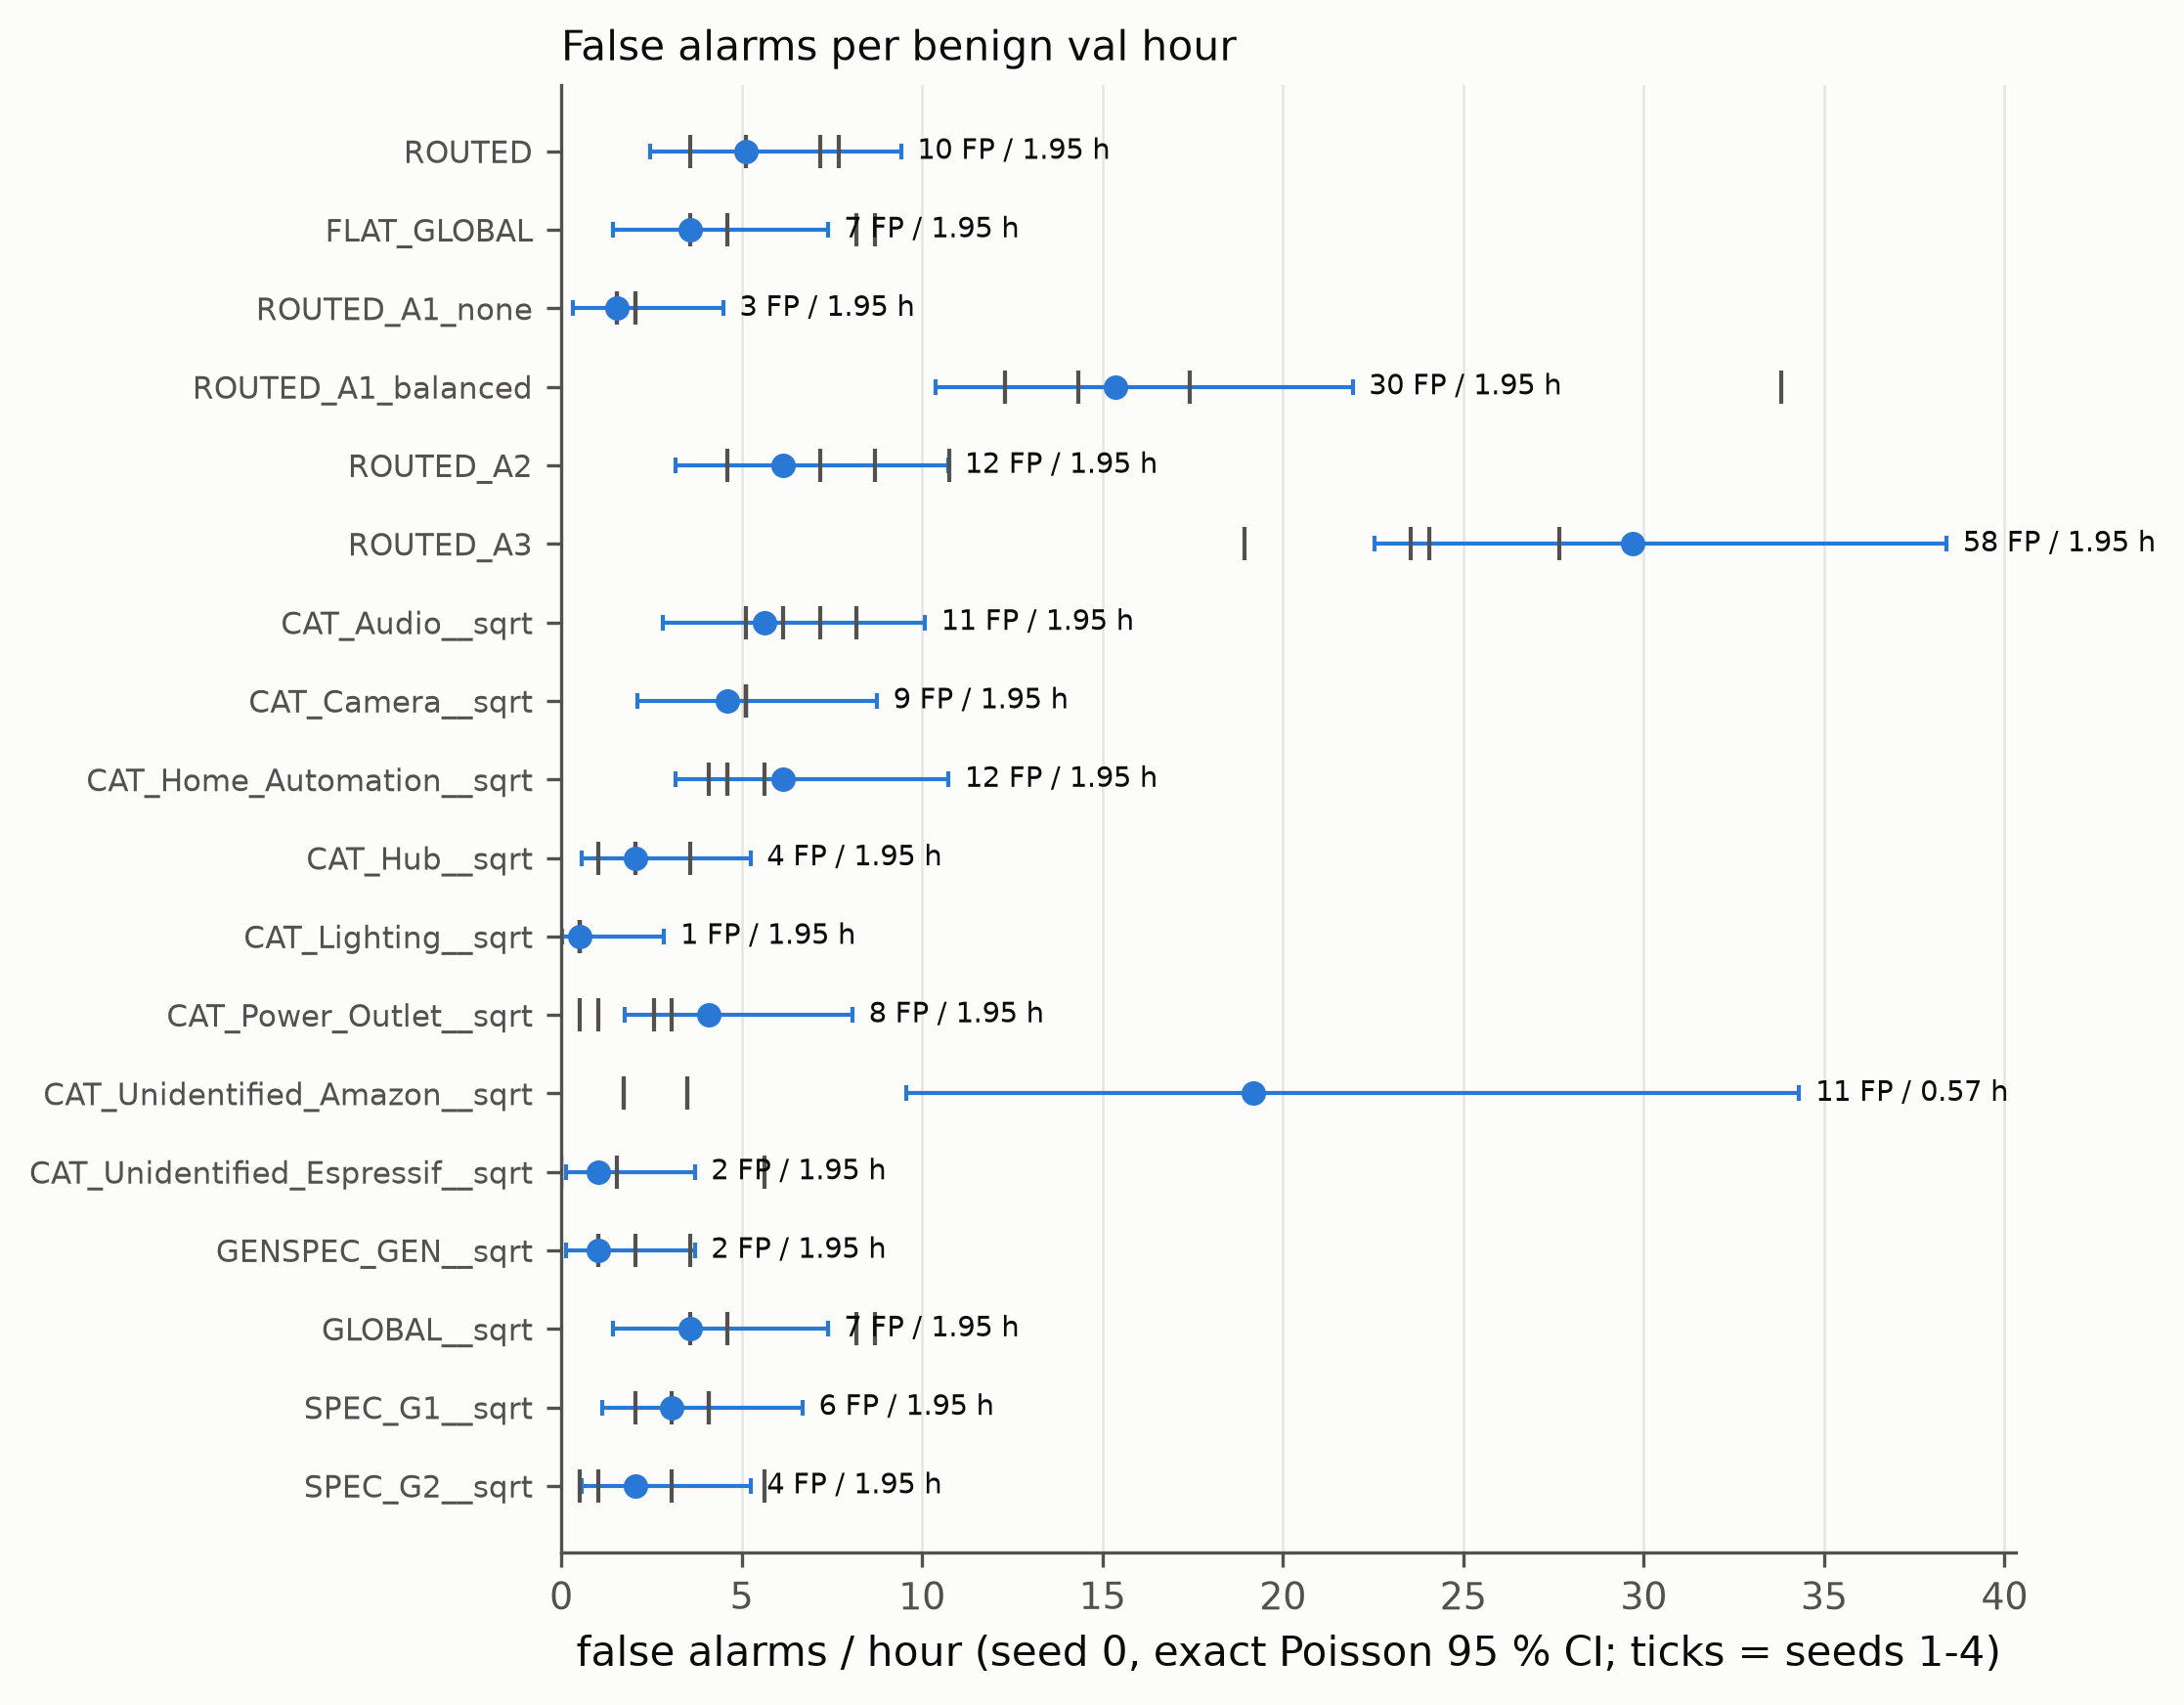 False alarms per benign val hour
ROUTED 10 FP / 1.95 h
FLAT_GLOBAL 7 FP / 1.95 h
ROUTED_A1_none 3 FP / 1.95 h
ROUTED_A1_balanced 30 FP / 1.95 h
ROUTED_A2 12 FP / 1.95 h
ROUTED_A3 58 FP / 1.95 h
CAT_Audio__sqrt 11 FP / 1.95 h
CAT_Camera__sqrt 9 FP / 1.95 h
CAT_Home_Automation__sqrt 12 FP / 1.95 h
CAT_Hub__sqrt 4 FP / 1.95 h
CAT_Lighting__sqrt 1 FP / 1.95 h
CAT_Power_Outlet__sqrt 8 FP / 1.95 h
CAT_Unidentified_Amazon__sqrt 11 FP / 0.57 h
CAT_Unidentified_Espressif__sqrt 2 FP / 1.95 h
GENSPEC_GEN__sqrt 2 FP / 1.95 h
GLOBAL__sqrt 7 FP / 1.95 h
SPEC_G1__sqrt 6 FP / 1.95 h
SPEC_G2__sqrt 4 FP / 1.95 h
0 5 10 15 20 25 30 35 40
false alarms / hour (seed 0, exact Poisson 95 % CI; ticks = seeds 1-4)